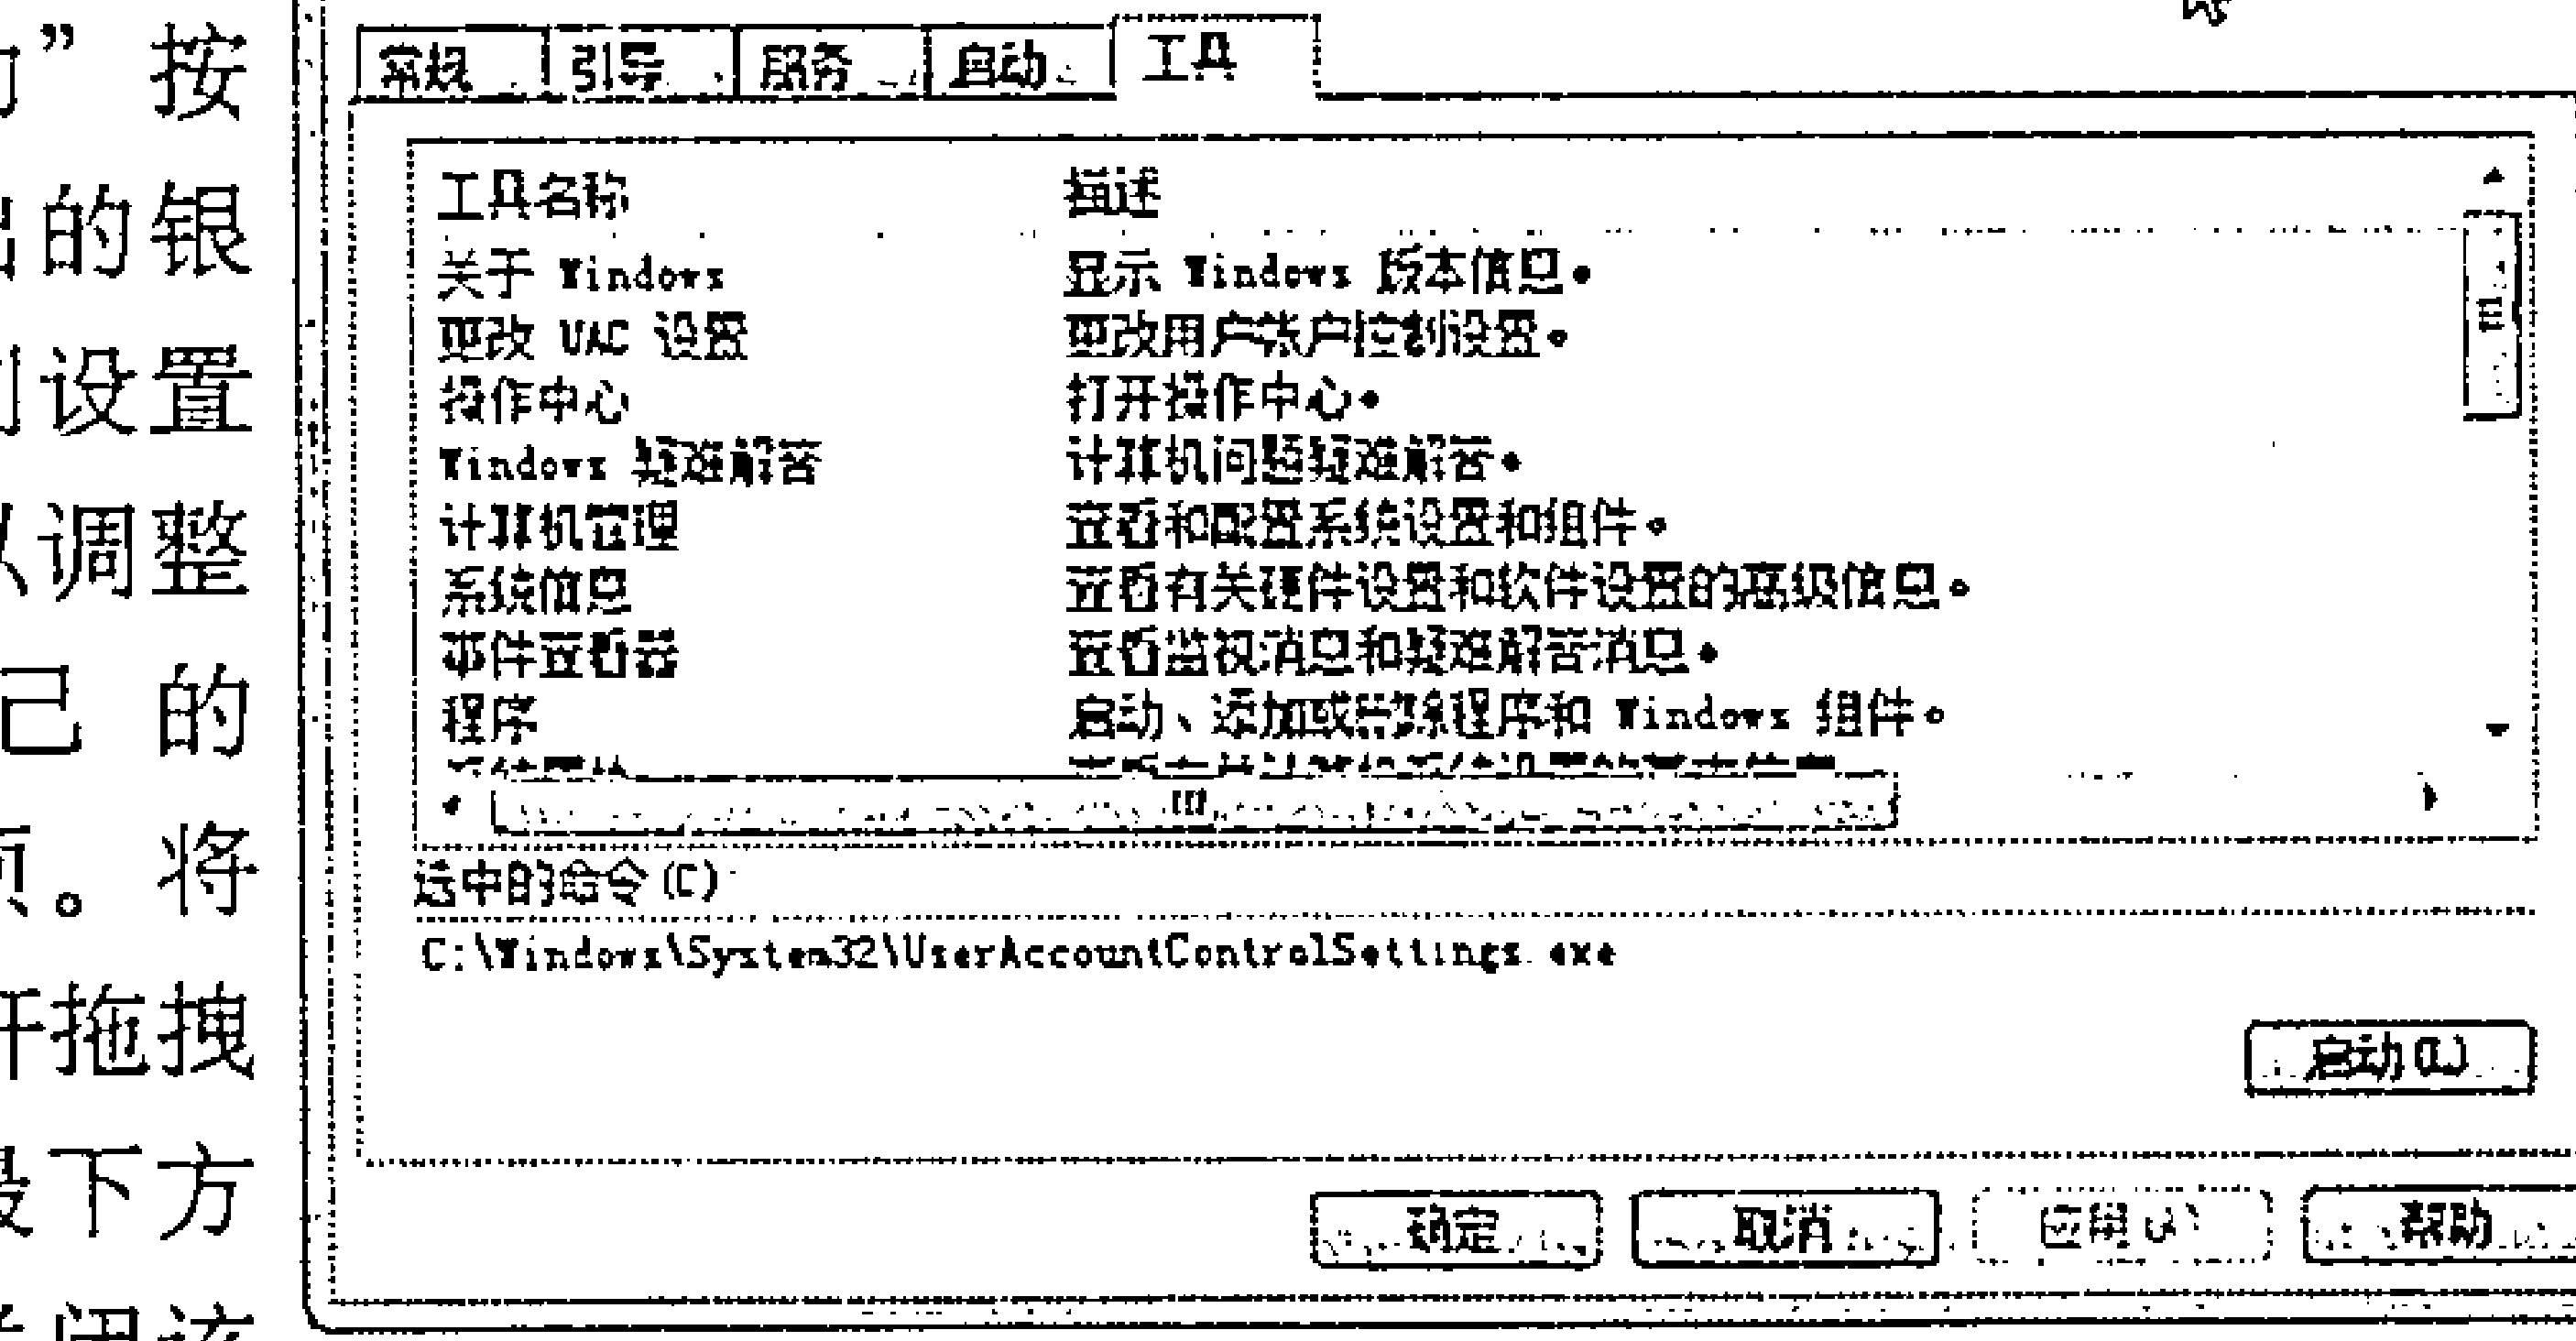 ”按
的银
设置
调整
己的
。将
拖拽
下方
常规 引导 服务 启动 工具
工具名称 描述
关于 Windows 显示 Windows 版本信息。
更改 UAC 设置 更改用户帐户控制设置。
操作中心 打开操作中心。
Windows 疑难解答 计算机问题疑难解答。
计算机管理 查看和配置系统设置和组件。
系统信息 查看有关硬件设置和软件设置的高级信息。
事件查看器 查看监视消息和疑难解答消息。
程序 启动、添加或删除程序和 Windows 组件。
选中的命令(C)
C:\Windows\System32\UserAccountControlSettings.exe
启动(L)
确定 取消 应用(A) 帮助